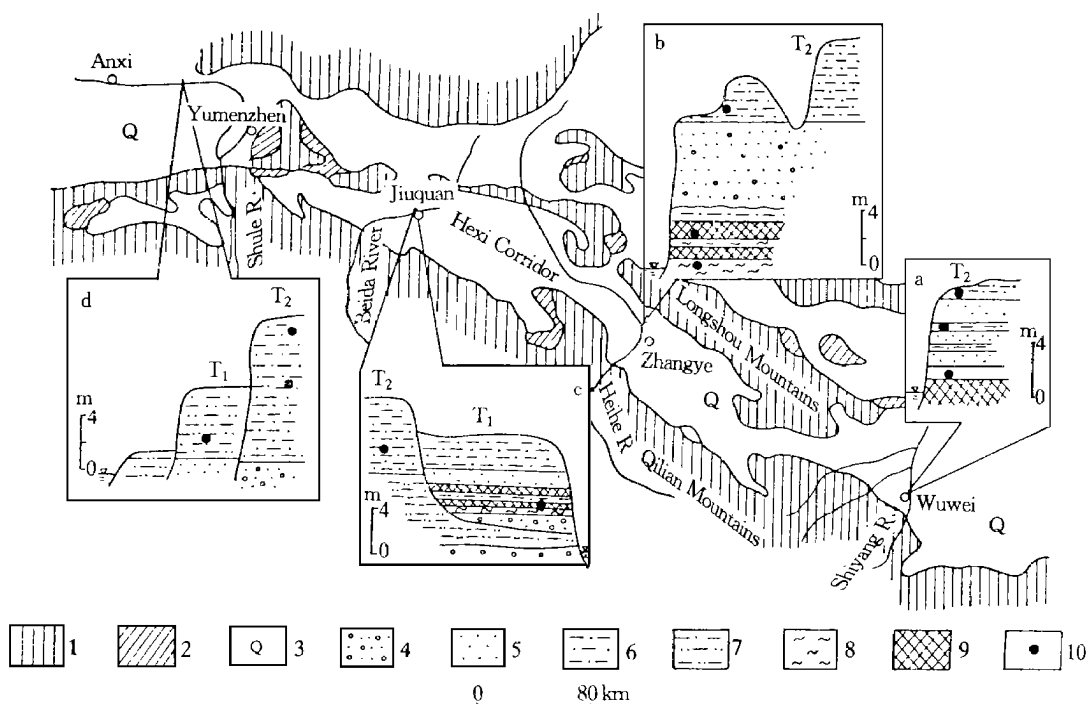 Anxi
Yumenzhen
Q
Shule R
Jiuquan
Beida River
Hexi Corridor
Zhangye
Longshou Mountains
Q
Heihe R
Qilian Mountains
Wuwei
Q
Shiyang R.
b
T2
m
4
0
a
T2
m
4
0
d
T2
T1
m
4
0
c
T2
T1
m
4
0
1 2 Q 3 4 5 6 7 8 9 10
0 80 km